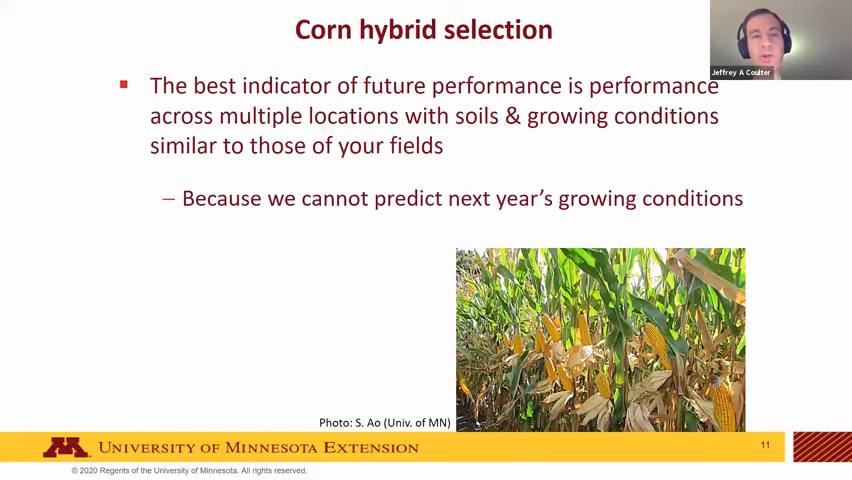 Corn hybrid selection
Jeffrey A Coulter
▪ The best indicator of future performance is performance
across multiple locations with soils & growing conditions
similar to those of your fields
– Because we cannot predict next year’s growing conditions
Photo: S. Ao (Univ. of MN)
M UNIVERSITY OF MINNESOTA EXTENSION
11
© 2020 Regents of the University of Minnesota. All rights reserved.